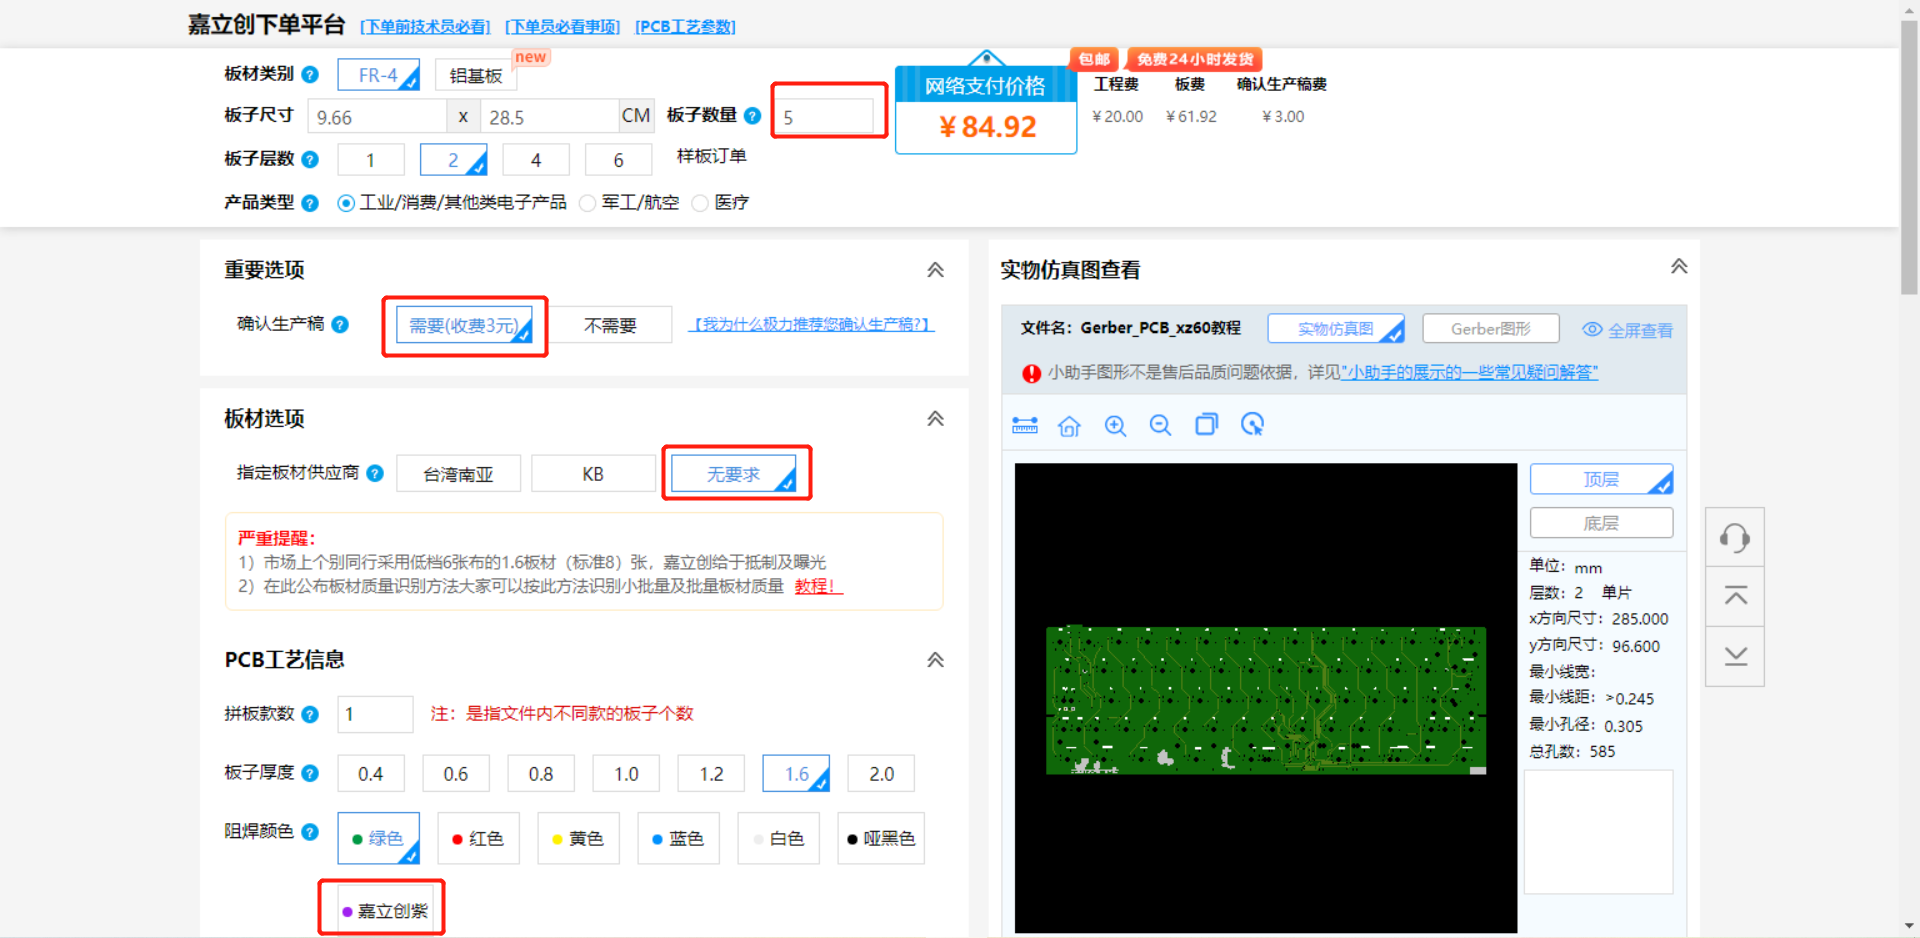 嘉立创下单平台 [下单前技术员必看] [下单员必看事项] [PCB工艺参数]
板材类别 FR-4 铝基板 new
板子尺寸 9.66 x 28.5 CM 板子数量 5
板子层数 1 2 4 6 样板订单
产品类型 工业/消费/其他类电子产品 军工/航空 医疗
网络支付价格
￥84.92
包邮 免费24小时发货
工程费 板费 确认生产稿费
￥20.00 ￥61.92 ￥3.00
重要选项
确认生产稿 需要(收费3元) 不需要 【我为什么极力推荐您确认生产稿?】
板材选项
指定板材供应商 台湾南亚 KB 无要求
严重提醒：
1）市场上个别同行采用低档6张布的1.6板材（标准8）张，嘉立创给于抵制及曝光
2）在此公布板材质量识别方法大家可以按此方法识别小批量及批量板材质量 教程！
PCB工艺信息
拼板款数 1 注：是指文件内不同款的板子个数
板子厚度 0.4 0.6 0.8 1.0 1.2 1.6 2.0
阻焊颜色 绿色 红色 黄色 蓝色 白色 哑黑色
嘉立创紫
实物仿真图查看
文件名：Gerber_PCB_xz60教程 实物仿真图 Gerber图形 全屏查看
小助手图形不是售后品质问题依据，详见"小助手的展示的一些常见疑问解答"
顶层
底层
单位：mm
层数：2 单片
x方向尺寸：285.000
y方向尺寸：96.600
最小线宽：
最小线距：>0.245
最小孔径：0.305
总孔数：585